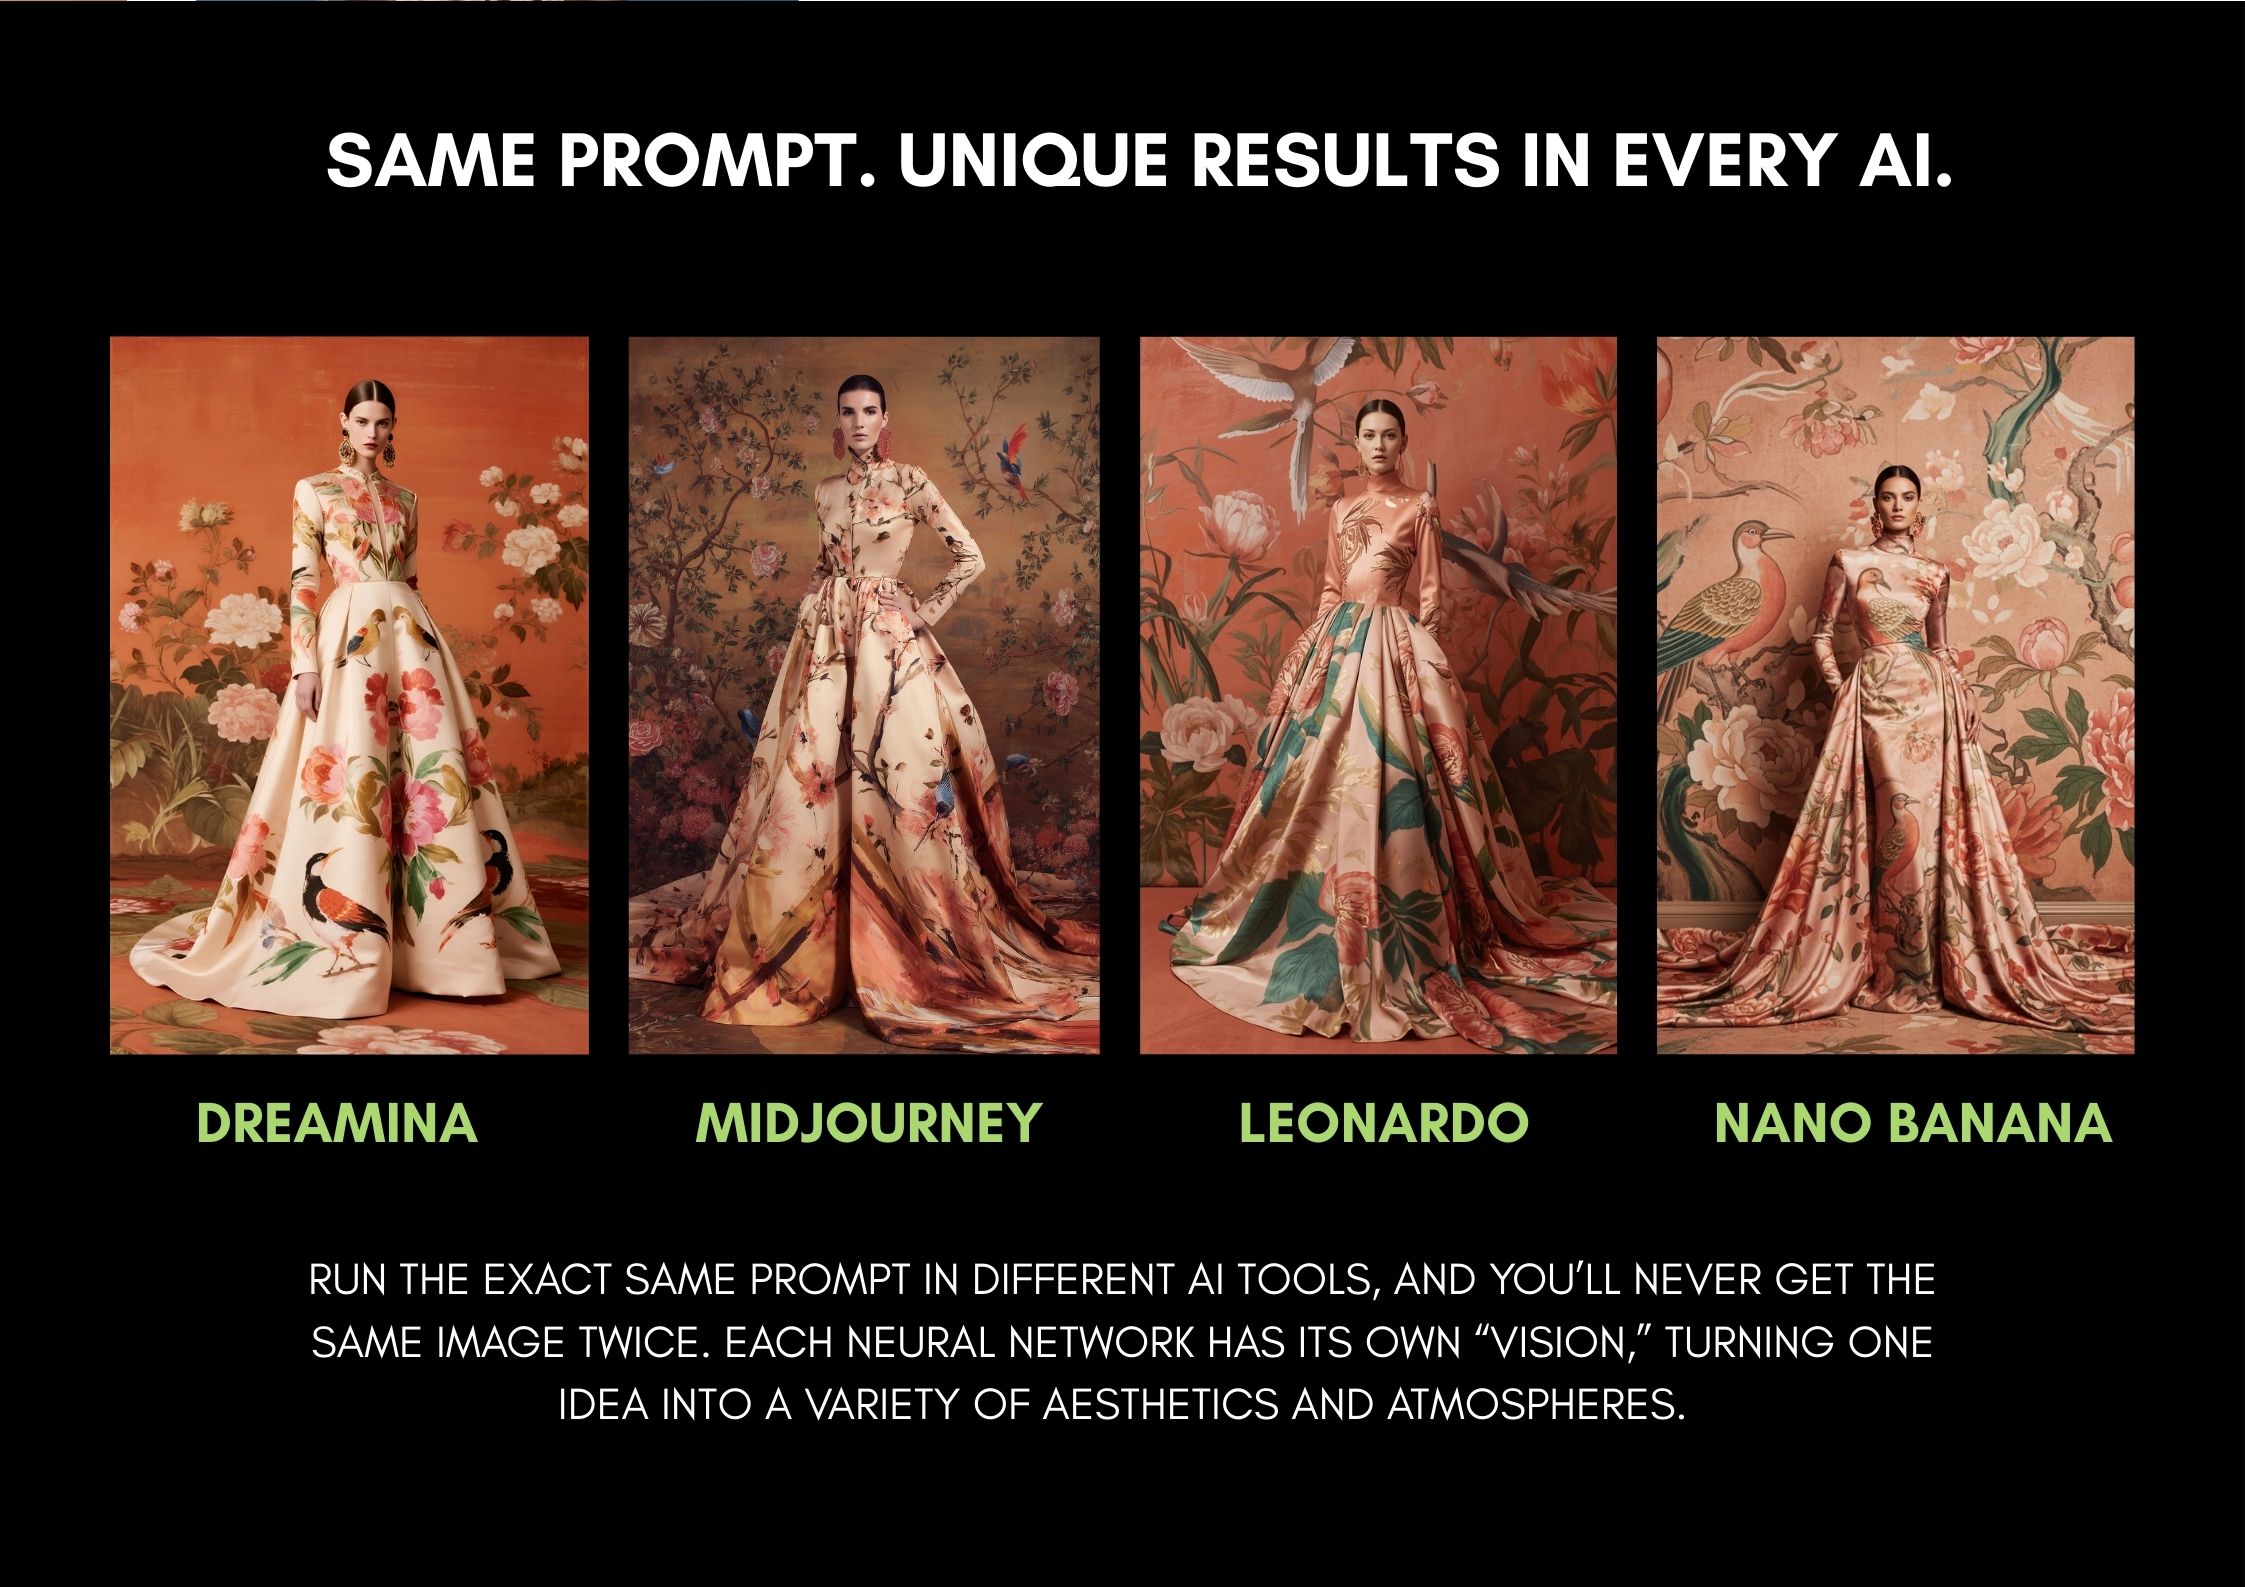 SAME PROMPT. UNIQUE RESULTS IN EVERY AI.
DREAMINA
MIDJOURNEY
LEONARDO
NANO BANANA
RUN THE EXACT SAME PROMPT IN DIFFERENT AI TOOLS, AND YOU’LL NEVER GET THE
SAME IMAGE TWICE. EACH NEURAL NETWORK HAS ITS OWN “VISION,” TURNING ONE
IDEA INTO A VARIETY OF AESTHETICS AND ATMOSPHERES.